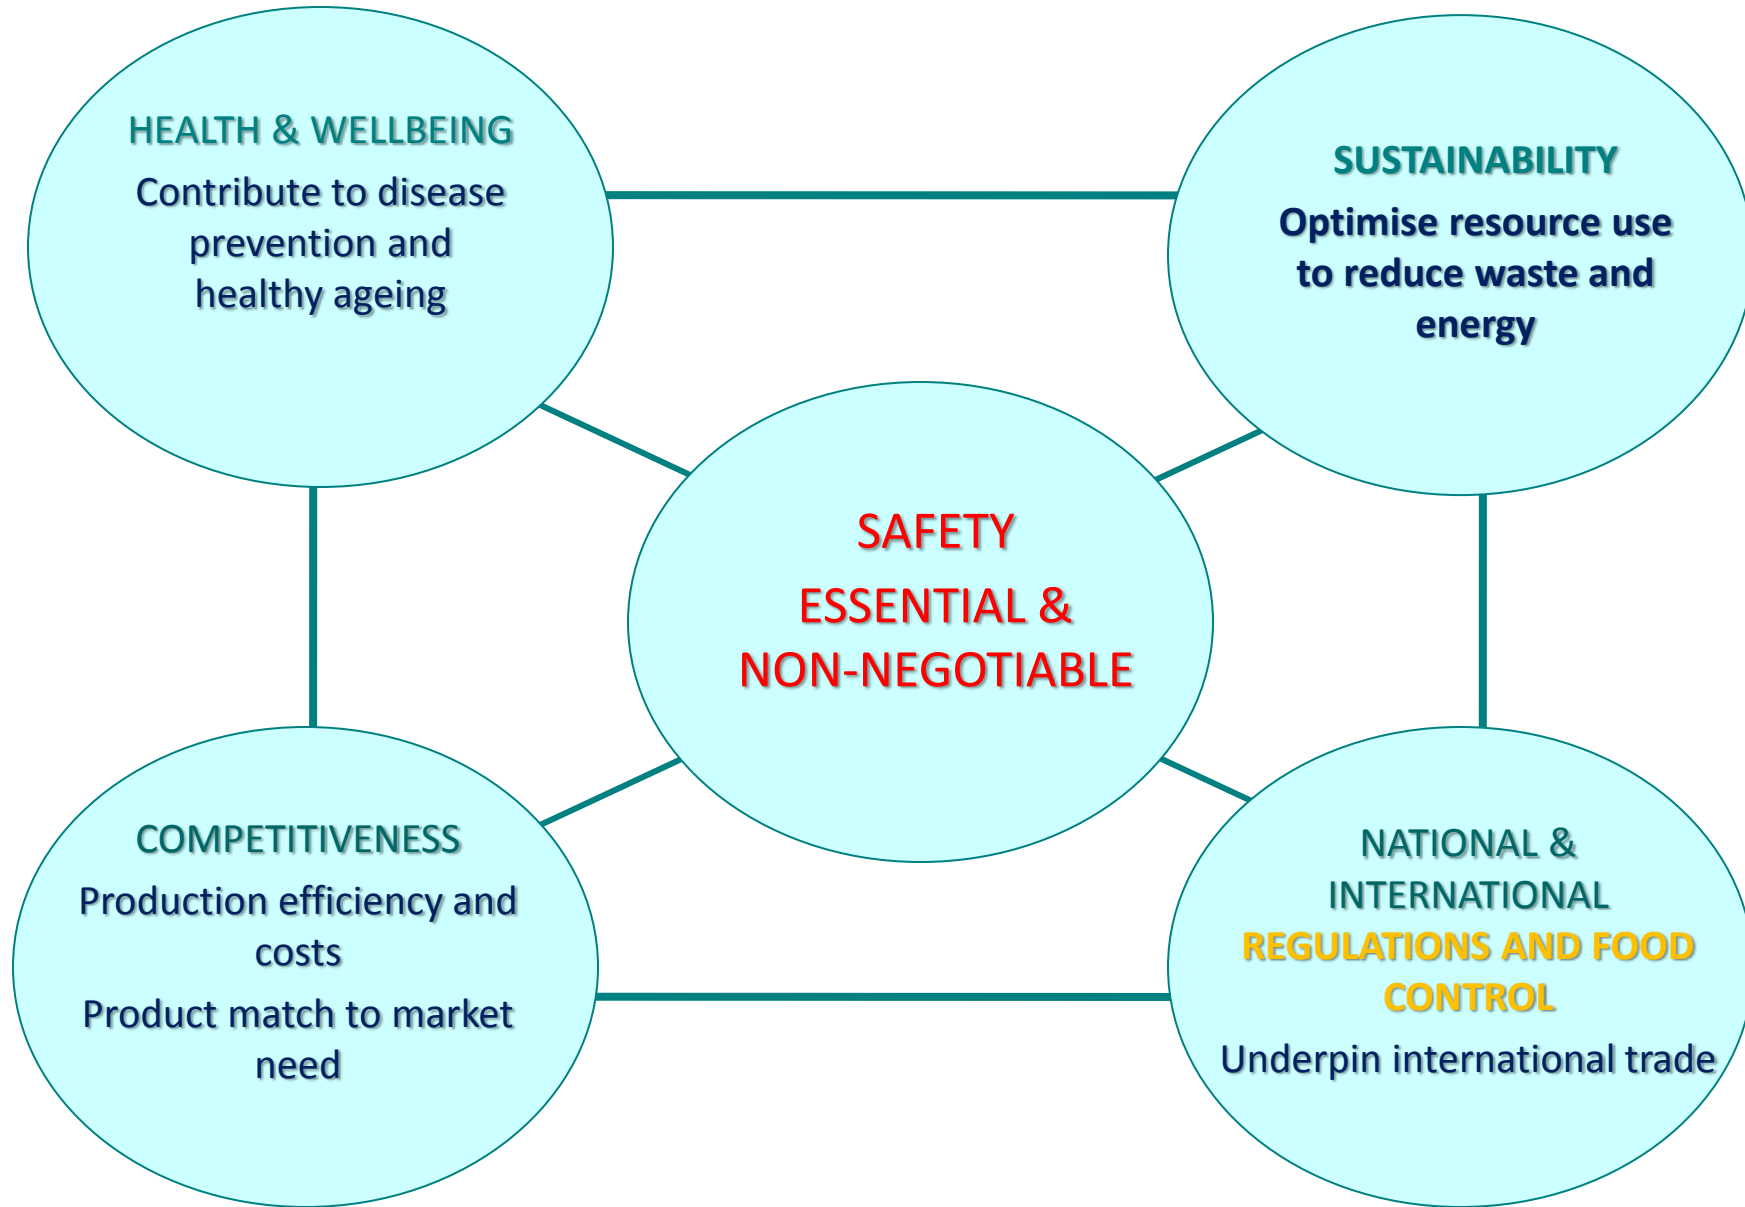 HEALTH & WELLBEING
Contribute to disease
prevention and
healthy ageing
SUSTAINABILITY
Optimise resource use
to reduce waste and
energy
SAFETY
ESSENTIAL &
NON-NEGOTIABLE
COMPETITIVENESS
Production efficiency and
costs
Product match to market
need
NATIONAL &
INTERNATIONAL
REGULATIONS AND FOOD
CONTROL
Underpin international trade